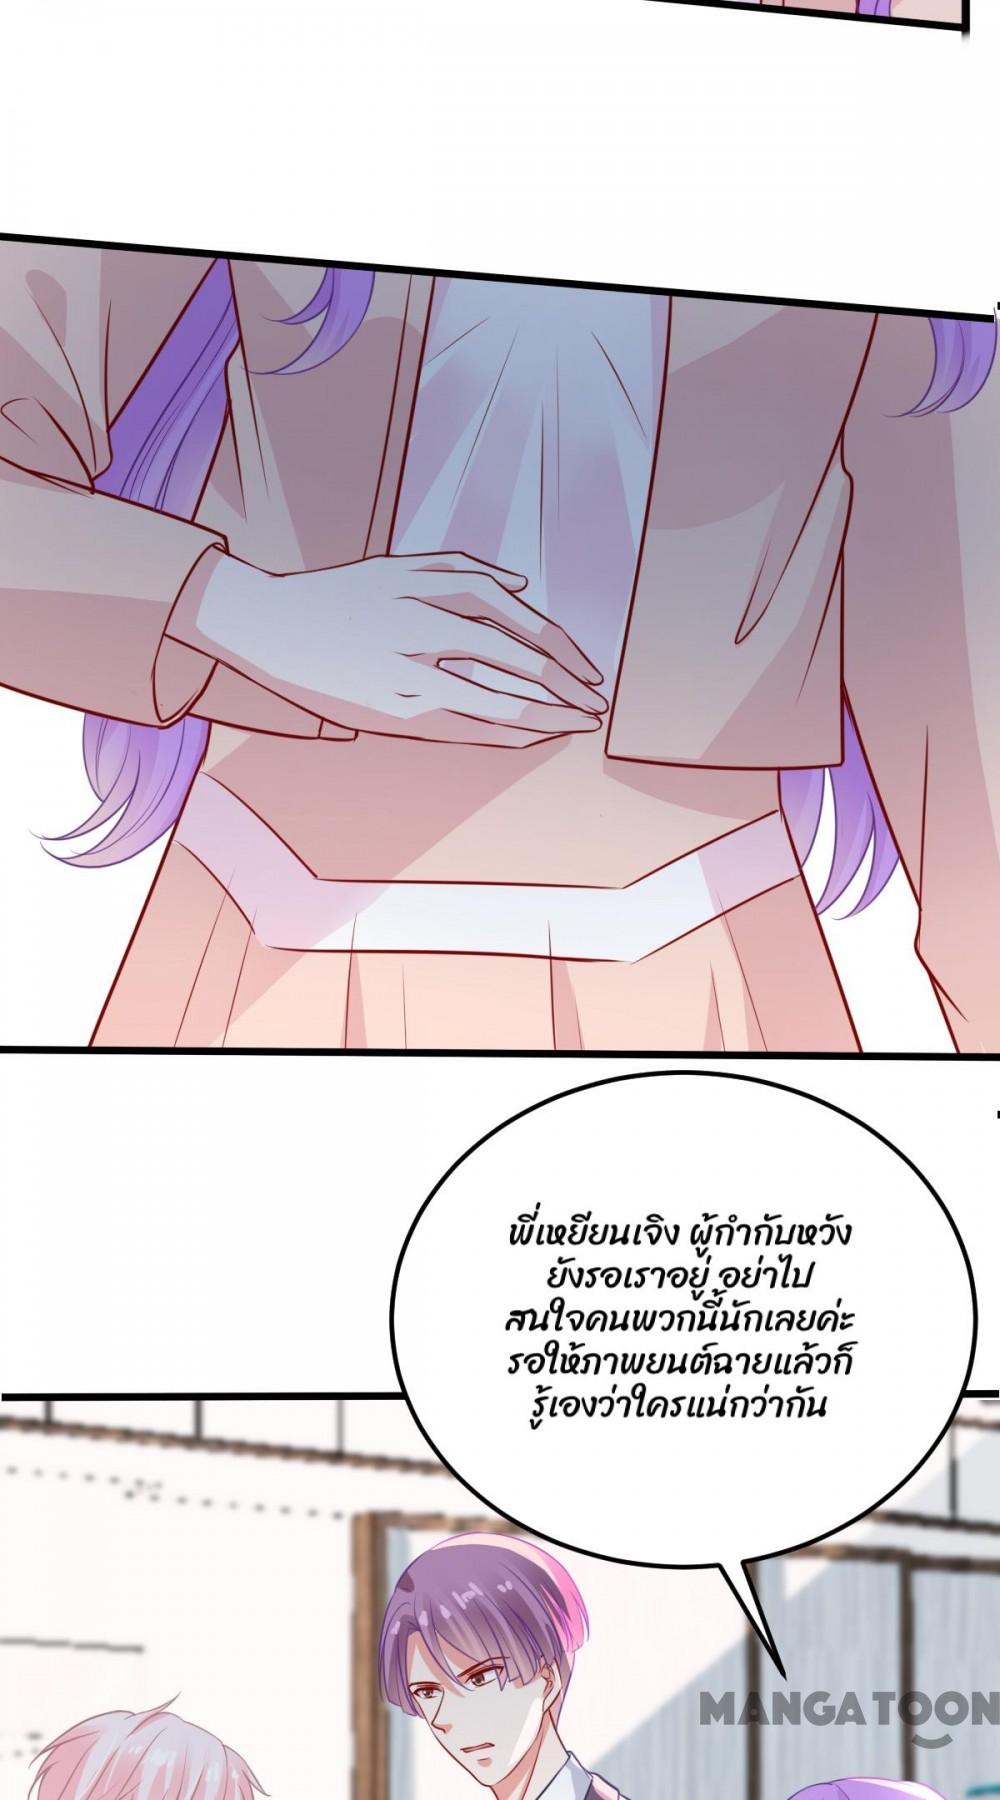 พี่เหยียนเจิง ผู้กำกับหวัง
ยังรอเราอยู่ อย่าไป
สนใจคนพวกนี้นักเลยค่ะ
รอให้ภาพยนต์ฉายแล้วก็
รู้เองว่าใครแน่กว่ากัน
MANGATOON